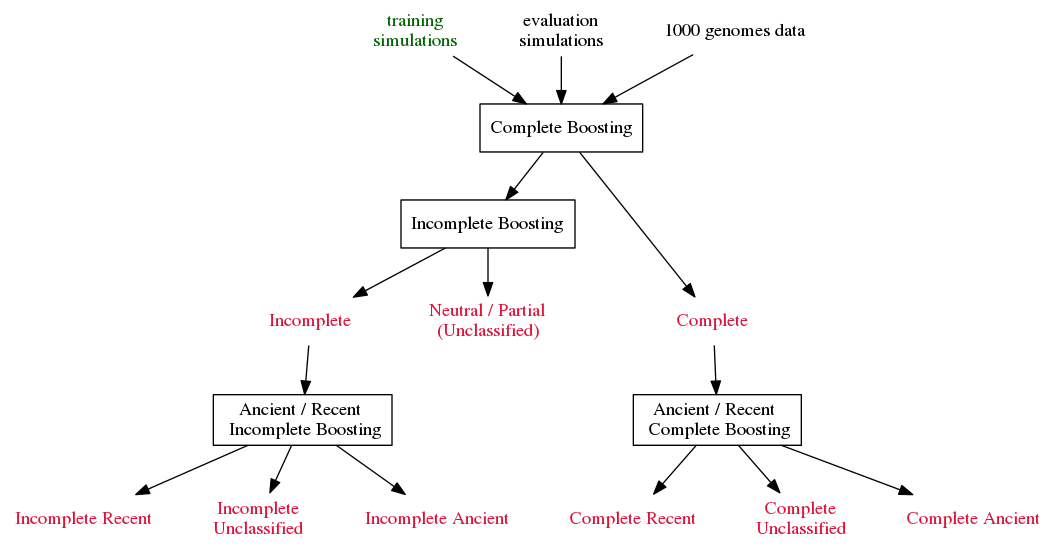 training
simulations
evaluation
simulations
1000 genomes data
Complete Boosting
Incomplete Boosting
Incomplete
Neutral / Partial
(Unclassified)
Complete
Ancient / Recent
Incomplete Boosting
Ancient / Recent
Complete Boosting
Incomplete Recent
Incomplete
Unclassified
Incomplete Ancient
Complete Recent
Complete
Unclassified
Complete Ancient